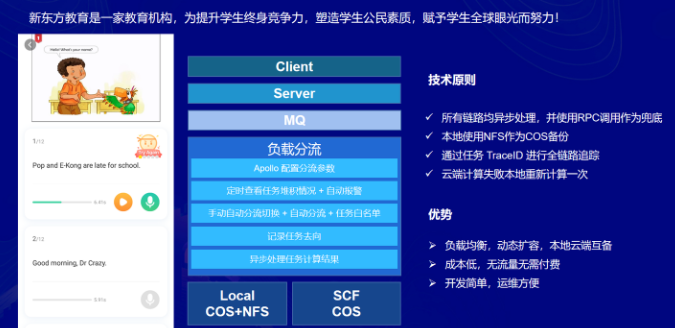 新东方教育是一家教育机构，为提升学生终身竞争力，塑造学生公民素质，赋予学生全球眼光而努力！
Hello! What's your name?
1/15
Pop and E-Kong are late for school.
2/15
Good morning, Dr Crazy.
Client
Server
MQ
负载分流
Apollo 配置分流参数
定时查看任务堆积情况 + 自动报警
手动自动分流切换 + 自动分流 + 任务白名单
记录任务去向
异步处理任务计算结果
Local
COS+NFS
SCF
COS
技术原则
✓ 所有链路均异步处理，并使用RPC调用作为兜底
✓ 本地使用NFS作为COS备份
✓ 通过任务 TraceID 进行全链路追踪
✓ 云端计算失败本地重新计算一次
优势
➢ 负载均衡，动态扩容，本地云端互备
➢ 成本低，无流量无需付费
➢ 开发简单，运维方便